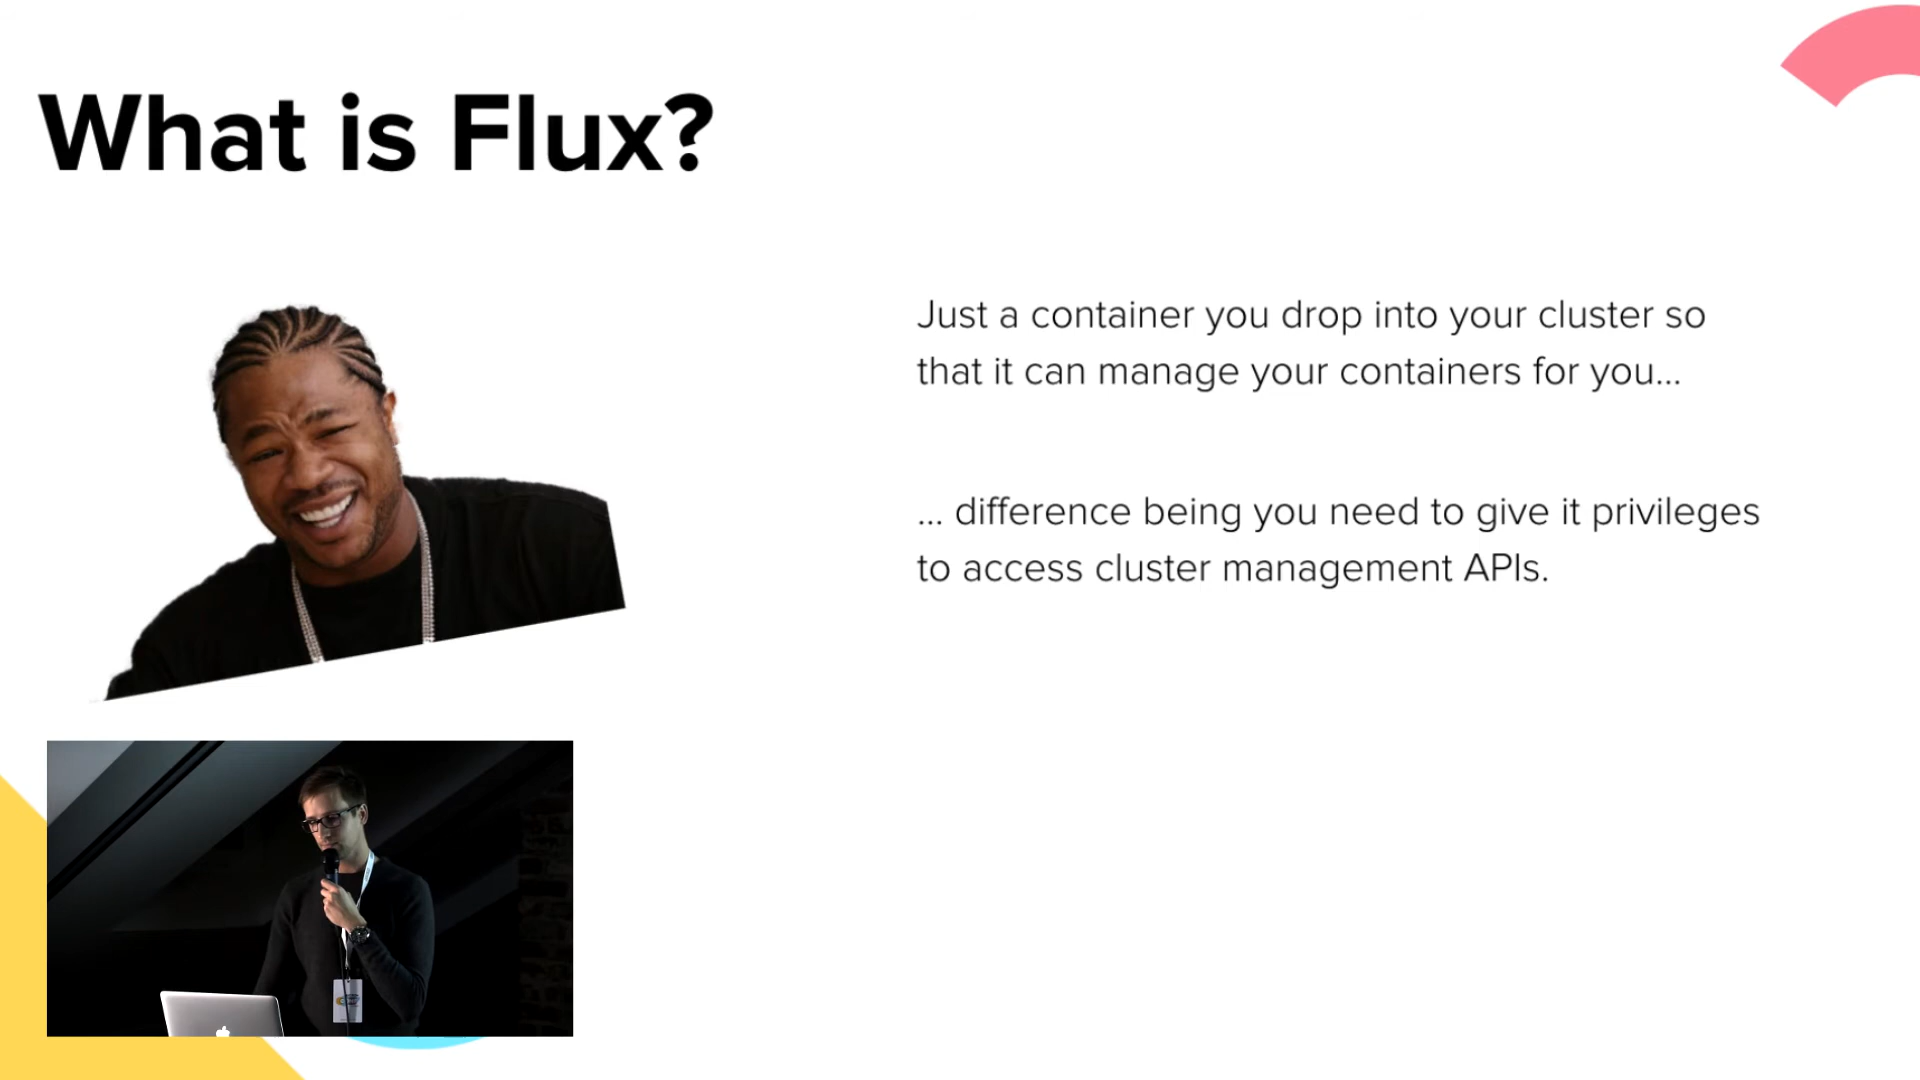 What is Flux?
Just a container you drop into your cluster so
that it can manage your containers for you...
... difference being you need to give it privileges
to access cluster management APIs.